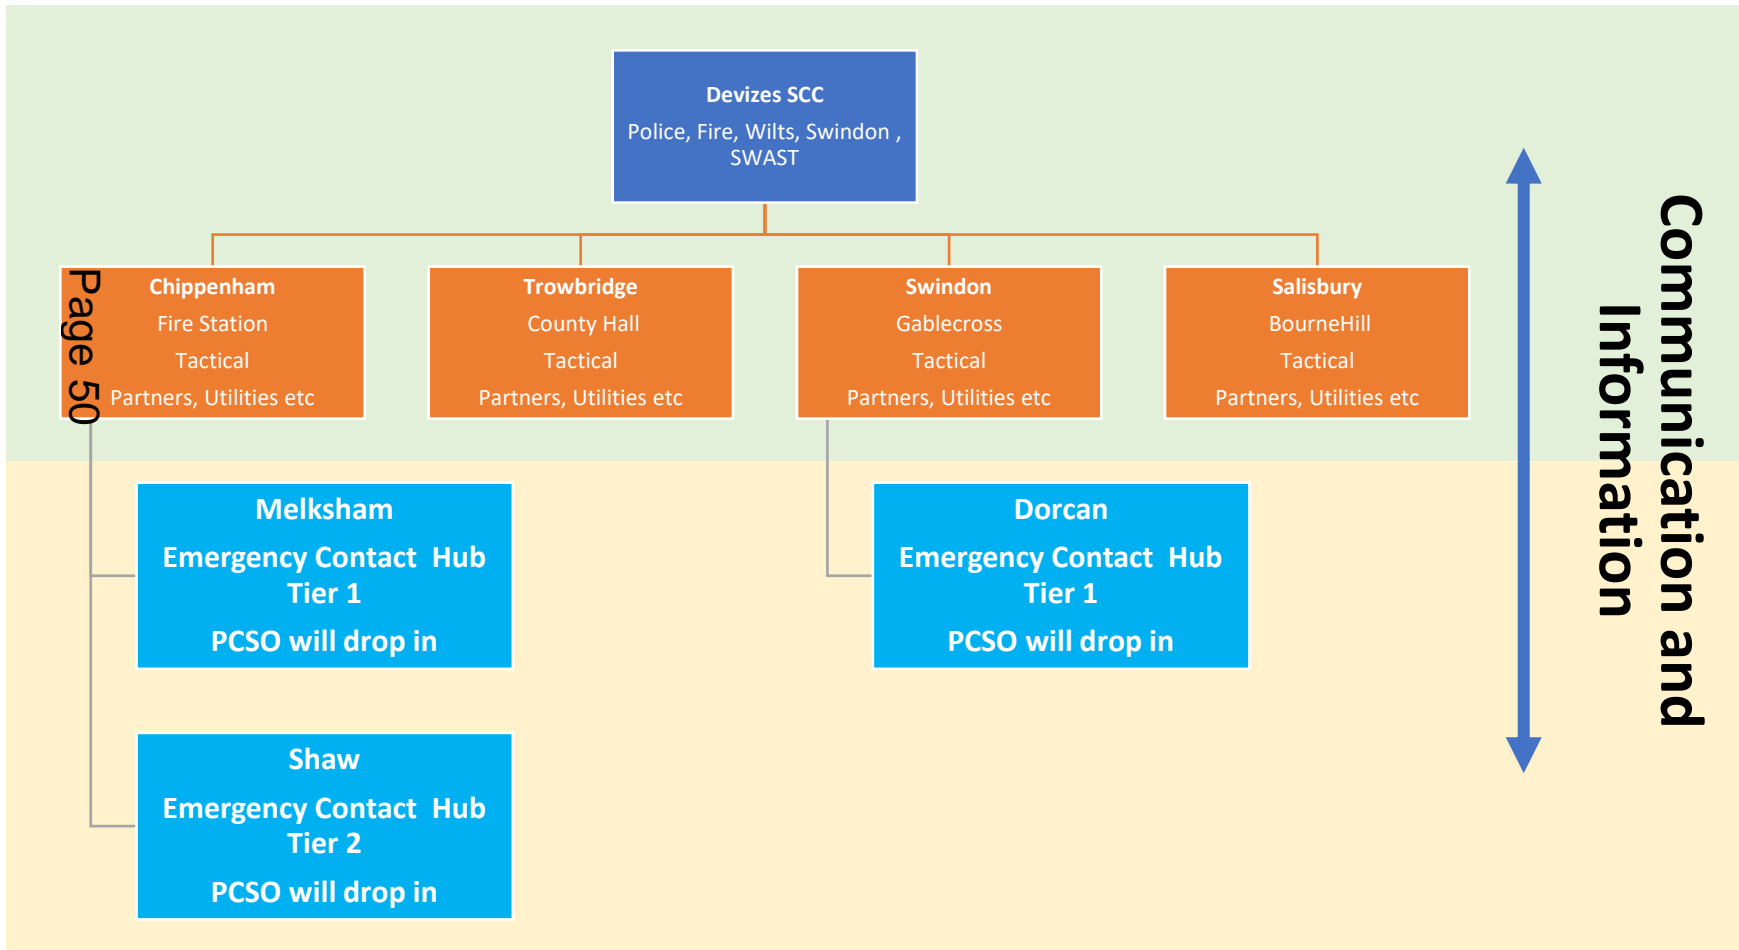 Devizes SCC
Police, Fire, Wilts, Swindon ,
SWAST
Chippenham
Fire Station
Tactical
Partners, Utilities etc
Trowbridge
County Hall
Tactical
Partners, Utilities etc
Swindon
Gablecross
Tactical
Partners, Utilities etc
Salisbury
BourneHill
Tactical
Partners, Utilities etc
Page 50
Melksham
Emergency Contact Hub
Tier 1
PCSO will drop in
Dorcan
Emergency Contact Hub
Tier 1
PCSO will drop in
Shaw
Emergency Contact Hub
Tier 2
PCSO will drop in
Communication and
Information